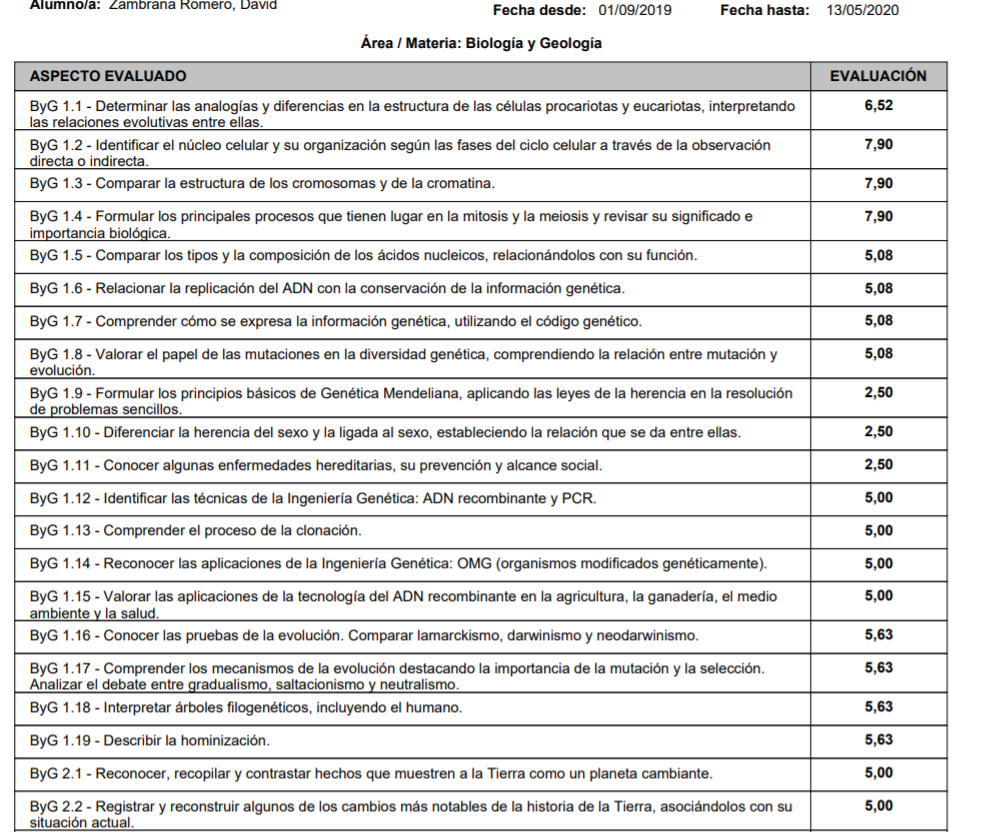 Alumno/a: Zambrana Romero, David
Fecha desde: 01/09/2019 Fecha hasta: 13/05/2020
Área / Materia: Biología y Geología
ASPECTO EVALUADO EVALUACIÓN
ByG 1.1 - Determinar las analogías y diferencias en la estructura de las células procariotas y eucariotas, interpretando 6,52
las relaciones evolutivas entre ellas.
ByG 1.2 - Identificar el núcleo celular y su organización según las fases del ciclo celular a través de la observación 7,90
directa o indirecta.
ByG 1.3 - Comparar la estructura de los cromosomas y de la cromatina. 7,90
ByG 1.4 - Formular los principales procesos que tienen lugar en la mitosis y la meiosis y revisar su significado e 7,90
importancia biológica.
ByG 1.5 - Comparar los tipos y la composición de los ácidos nucleicos, relacionándolos con su función. 5,08
ByG 1.6 - Relacionar la replicación del ADN con la conservación de la información genética. 5,08
ByG 1.7 - Comprender cómo se expresa la información genética, utilizando el código genético. 5,08
ByG 1.8 - Valorar el papel de las mutaciones en la diversidad genética, comprendiendo la relación entre mutación y 5,08
evolución.
ByG 1.9 - Formular los principios básicos de Genética Mendeliana, aplicando las leyes de la herencia en la resolución 2,50
de problemas sencillos.
ByG 1.10 - Diferenciar la herencia del sexo y la ligada al sexo, estableciendo la relación que se da entre ellas. 2,50
ByG 1.11 - Conocer algunas enfermedades hereditarias, su prevención y alcance social. 2,50
ByG 1.12 - Identificar las técnicas de la Ingeniería Genética: ADN recombinante y PCR. 5,00
ByG 1.13 - Comprender el proceso de la clonación. 5,00
ByG 1.14 - Reconocer las aplicaciones de la Ingeniería Genética: OMG (organismos modificados genéticamente). 5,00
ByG 1.15 - Valorar las aplicaciones de la tecnología del ADN recombinante en la agricultura, la ganadería, el medio 5,00
ambiente y la salud.
ByG 1.16 - Conocer las pruebas de la evolución. Comparar lamarckismo, darwinismo y neodarwinismo. 5,63
ByG 1.17 - Comprender los mecanismos de la evolución destacando la importancia de la mutación y la selección. 5,63
Analizar el debate entre gradualismo, saltacionismo y neutralismo.
ByG 1.18 - Interpretar árboles filogenéticos, incluyendo el humano. 5,63
ByG 1.19 - Describir la hominización. 5,63
ByG 2.1 - Reconocer, recopilar y contrastar hechos que muestren a la Tierra como un planeta cambiante. 5,00
ByG 2.2 - Registrar y reconstruir algunos de los cambios más notables de la historia de la Tierra, asociándolos con su 5,00
situación actual.